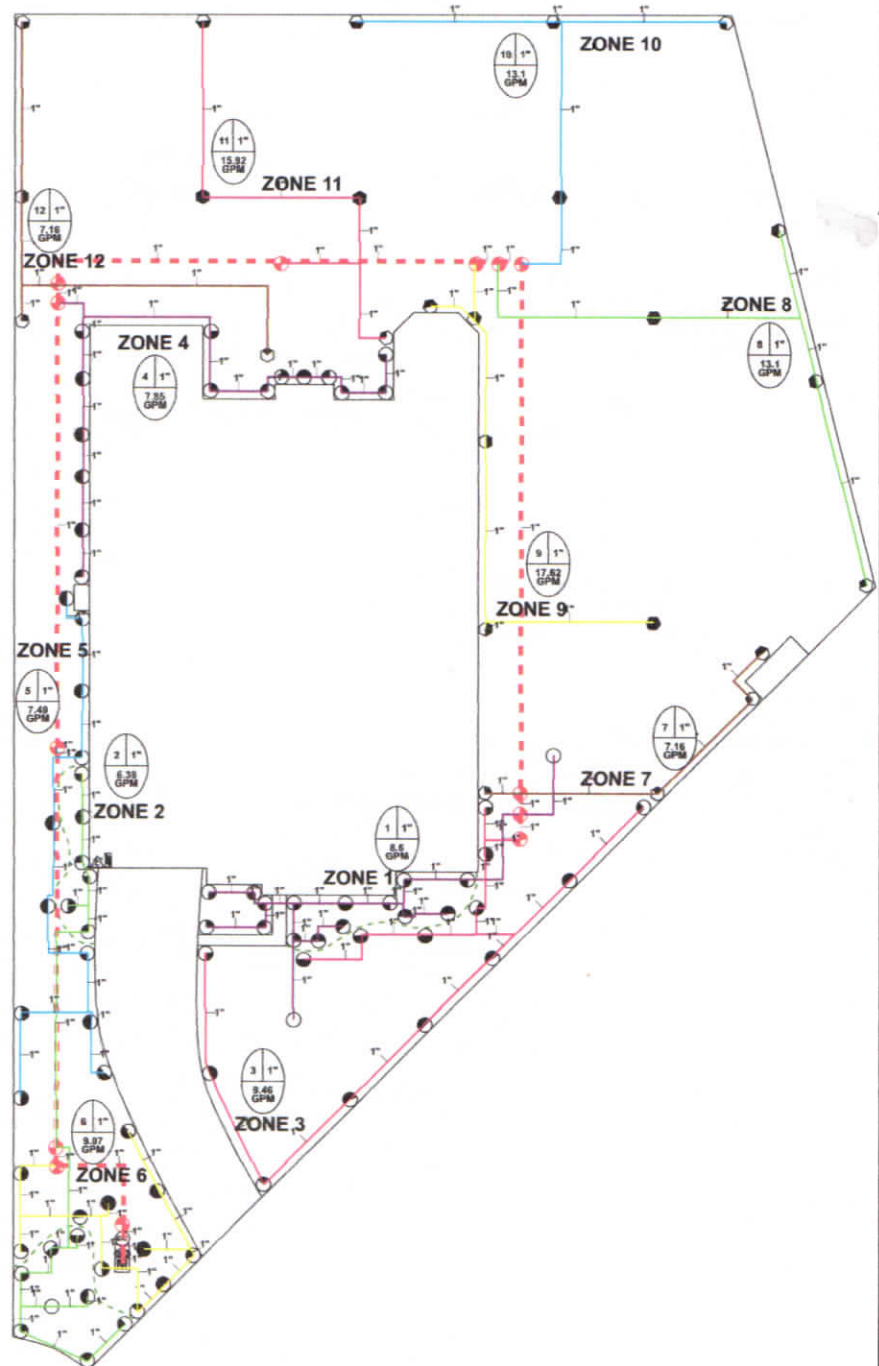 ZONE 10
10 1"
13.1
GPM
11 1"
15.92
GPM
ZONE 11
12 1"
7.16
GPM
ZONE 12
ZONE 4
4 1"
7.85
GPM
ZONE 8
8 1"
13.1
GPM
9 1"
17.62
GPM
ZONE 9
ZONE 5
5 1"
7.49
GPM
7 1"
7.16
GPM
2 1"
6.38
GPM
ZONE 7
ZONE 2
1 1"
8.6
GPM
ZONE 1
3 1"
9.46
GPM
ZONE 3
6 1"
9.07
GPM
ZONE 6